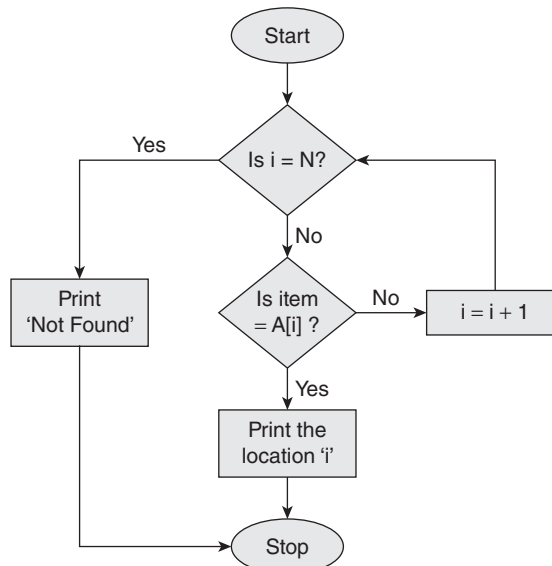 Start
Yes
Is i = N?
No
Print
‘Not Found’
Is item
= A[i] ?
No
i = i + 1
Yes
Print the
location ‘i’
Stop